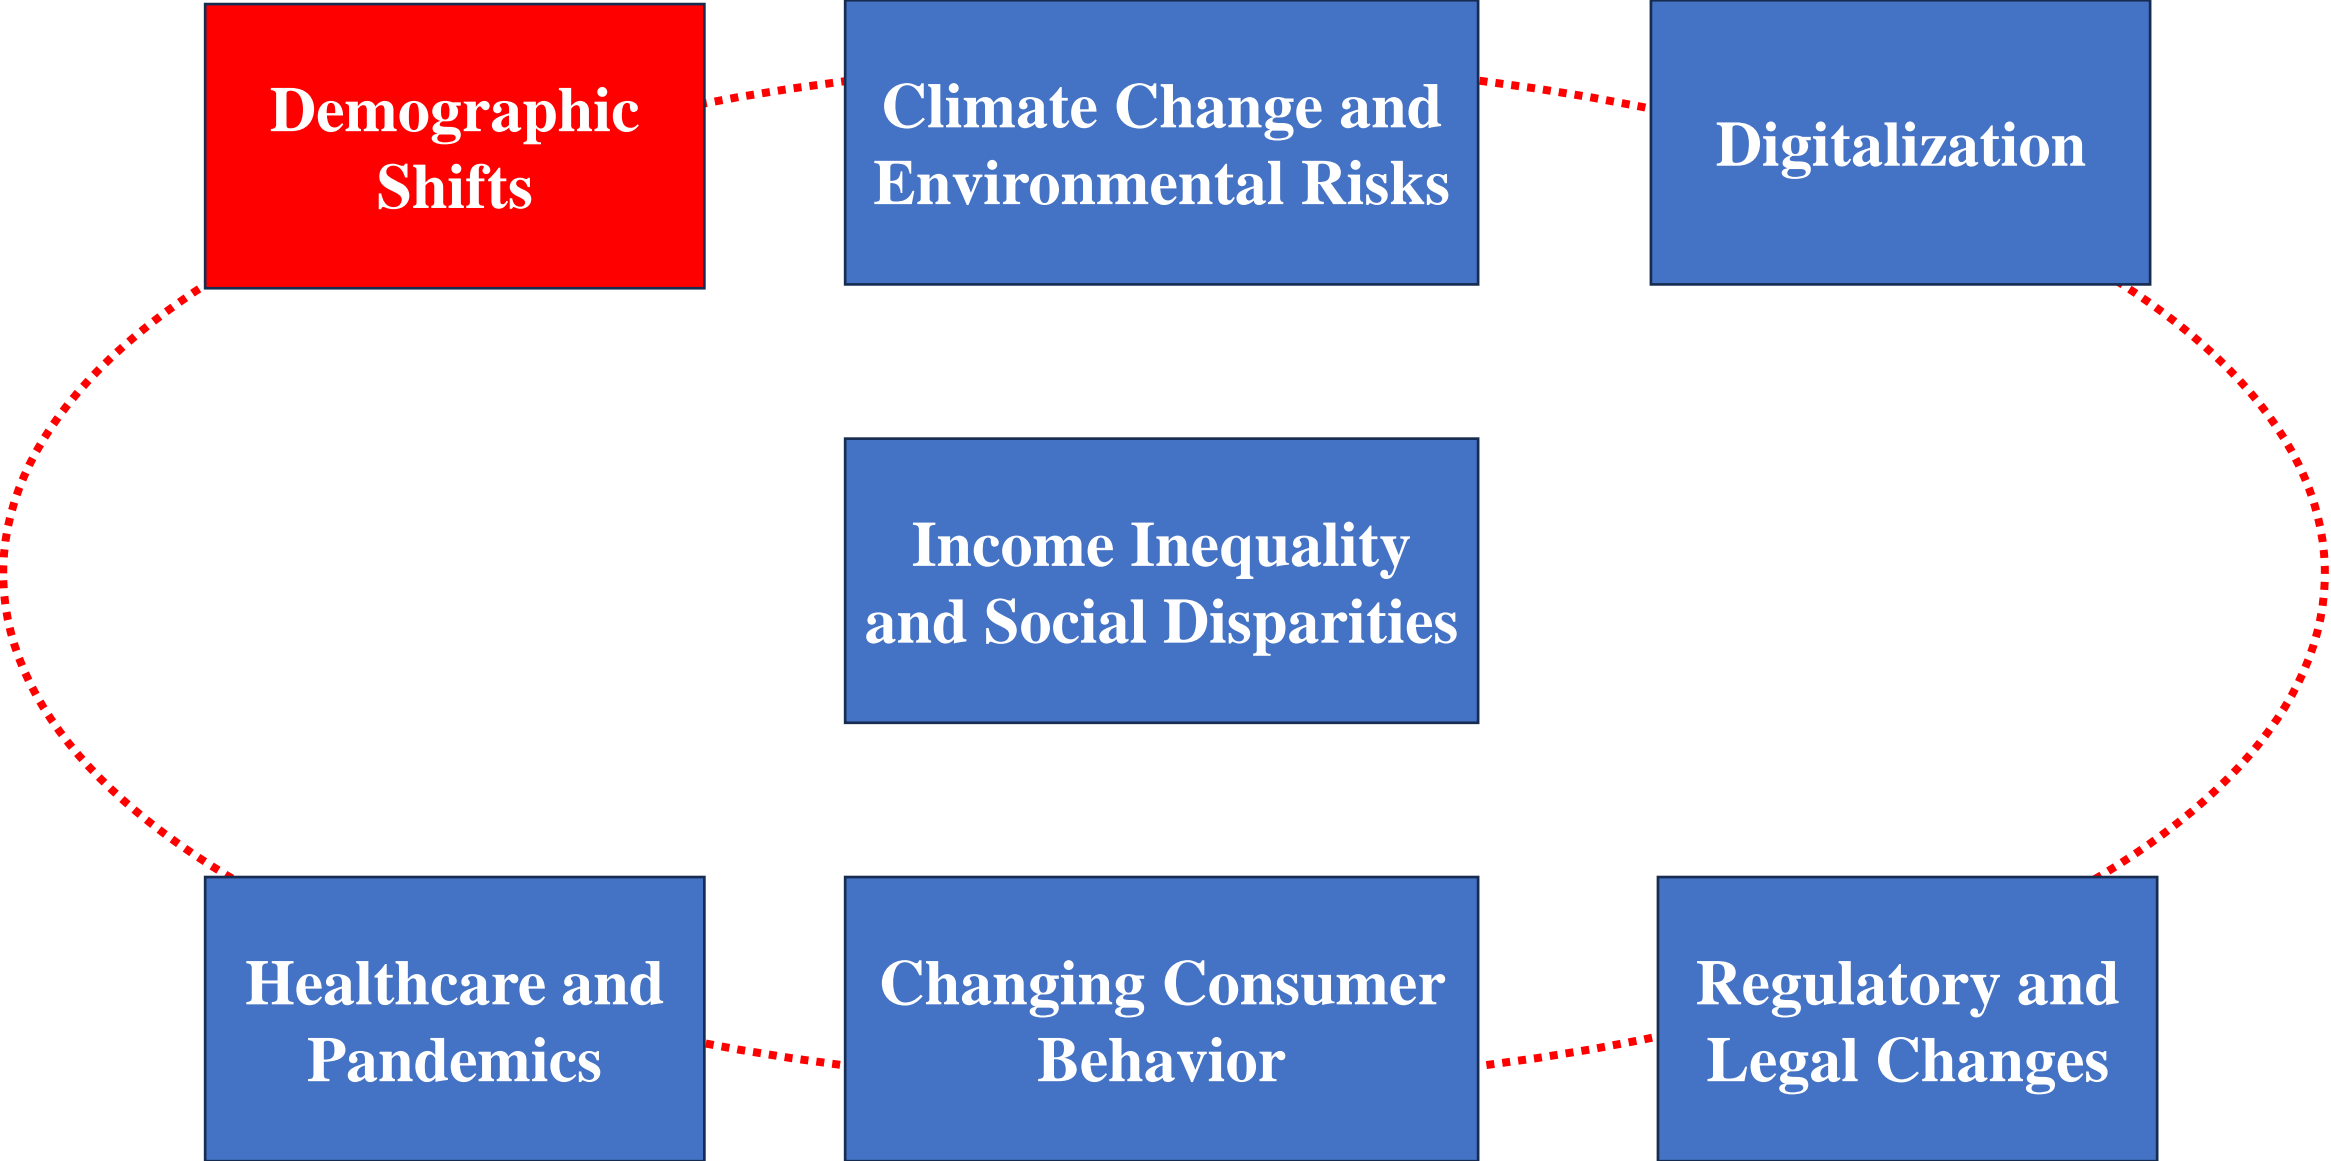 Demographic
Shifts
Climate Change and
Environmental Risks
Digitalization
Income Inequality
and Social Disparities
Healthcare and
Pandemics
Changing Consumer
Behavior
Regulatory and
Legal Changes